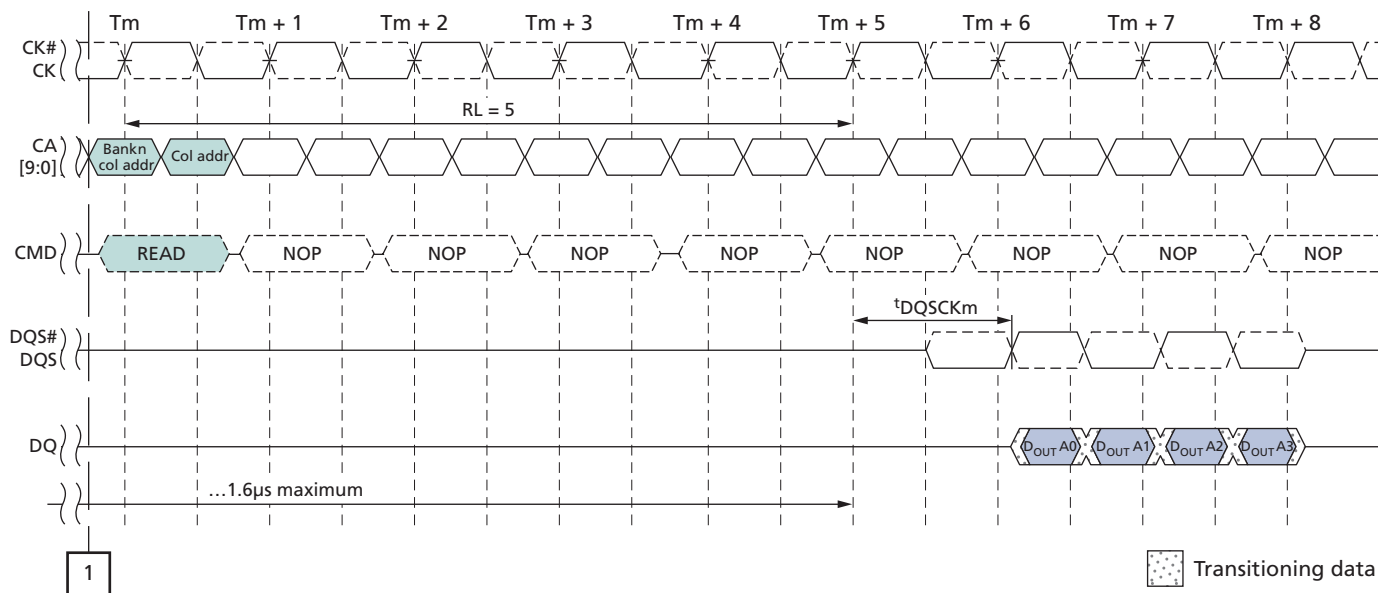 Tm Tm + 1 Tm + 2 Tm + 3 Tm + 4 Tm + 5 Tm + 6 Tm + 7 Tm + 8
CK#
CK
RL = 5
CA
[9:0]
Bankn
col addr
Col addr
CMD
READ NOP NOP NOP NOP NOP NOP NOP NOP
tDQSCKm
DQS#
DQS
DQ
DOUT A0 DOUT A1 DOUT A2 DOUT A3
…1.6µs maximum
1
Transitioning data